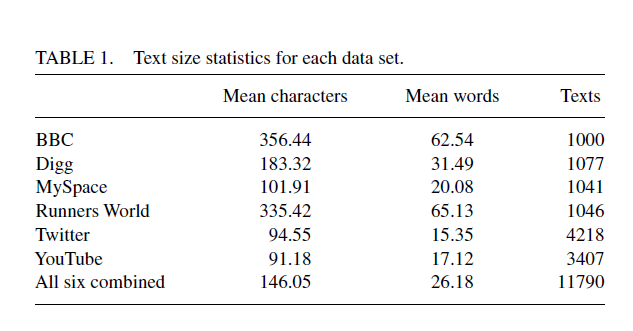 TABLE 1. Text size statistics for each data set.
Mean characters Mean words Texts
BBC 356.44 62.54 1000
Digg 183.32 31.49 1077
MySpace 101.91 20.08 1041
Runners World 335.42 65.13 1046
Twitter 94.55 15.35 4218
YouTube 91.18 17.12 3407
All six combined 146.05 26.18 11790